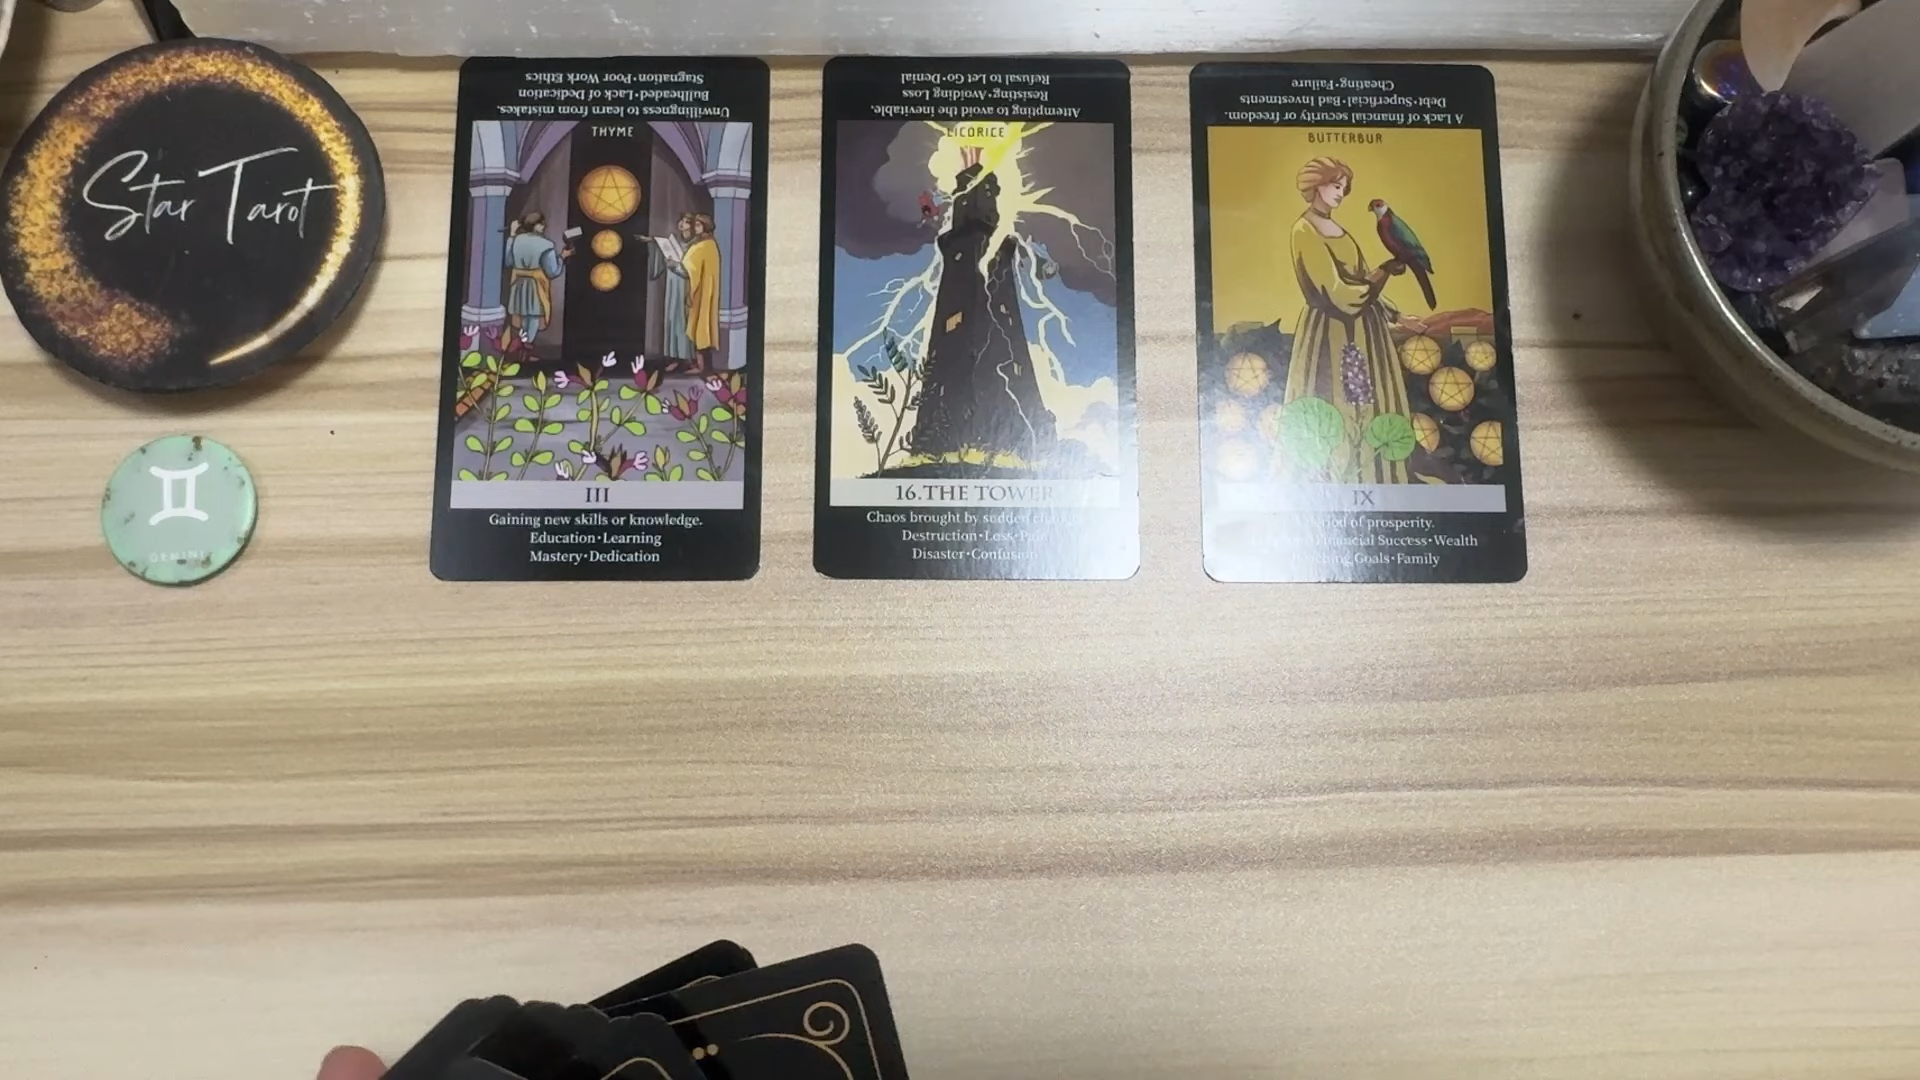 Star Tarot
GEMINI
Unwillingness to learn from mistakes.
Bullheaded•Lack of Dedication
Stagnation•Poor Work Ethics
THYME
III
Gaining new skills or knowledge.
Education•Learning
Mastery•Dedication
Attempting to avoid the inevitable.
Resisting•Avoiding Loss
Refusal to Let Go•Denial
LICORICE
16.THE TOWER
Chaos brought by sudden
Destruction•Loss
Disaster•Confusion
A Lack of financial security or freedom.
Debt•Superficial•Bad Investments
Cheating•Failure
BUTTERBUR
IX
of prosperity.
Financial Success•Wealth
Goals•Family